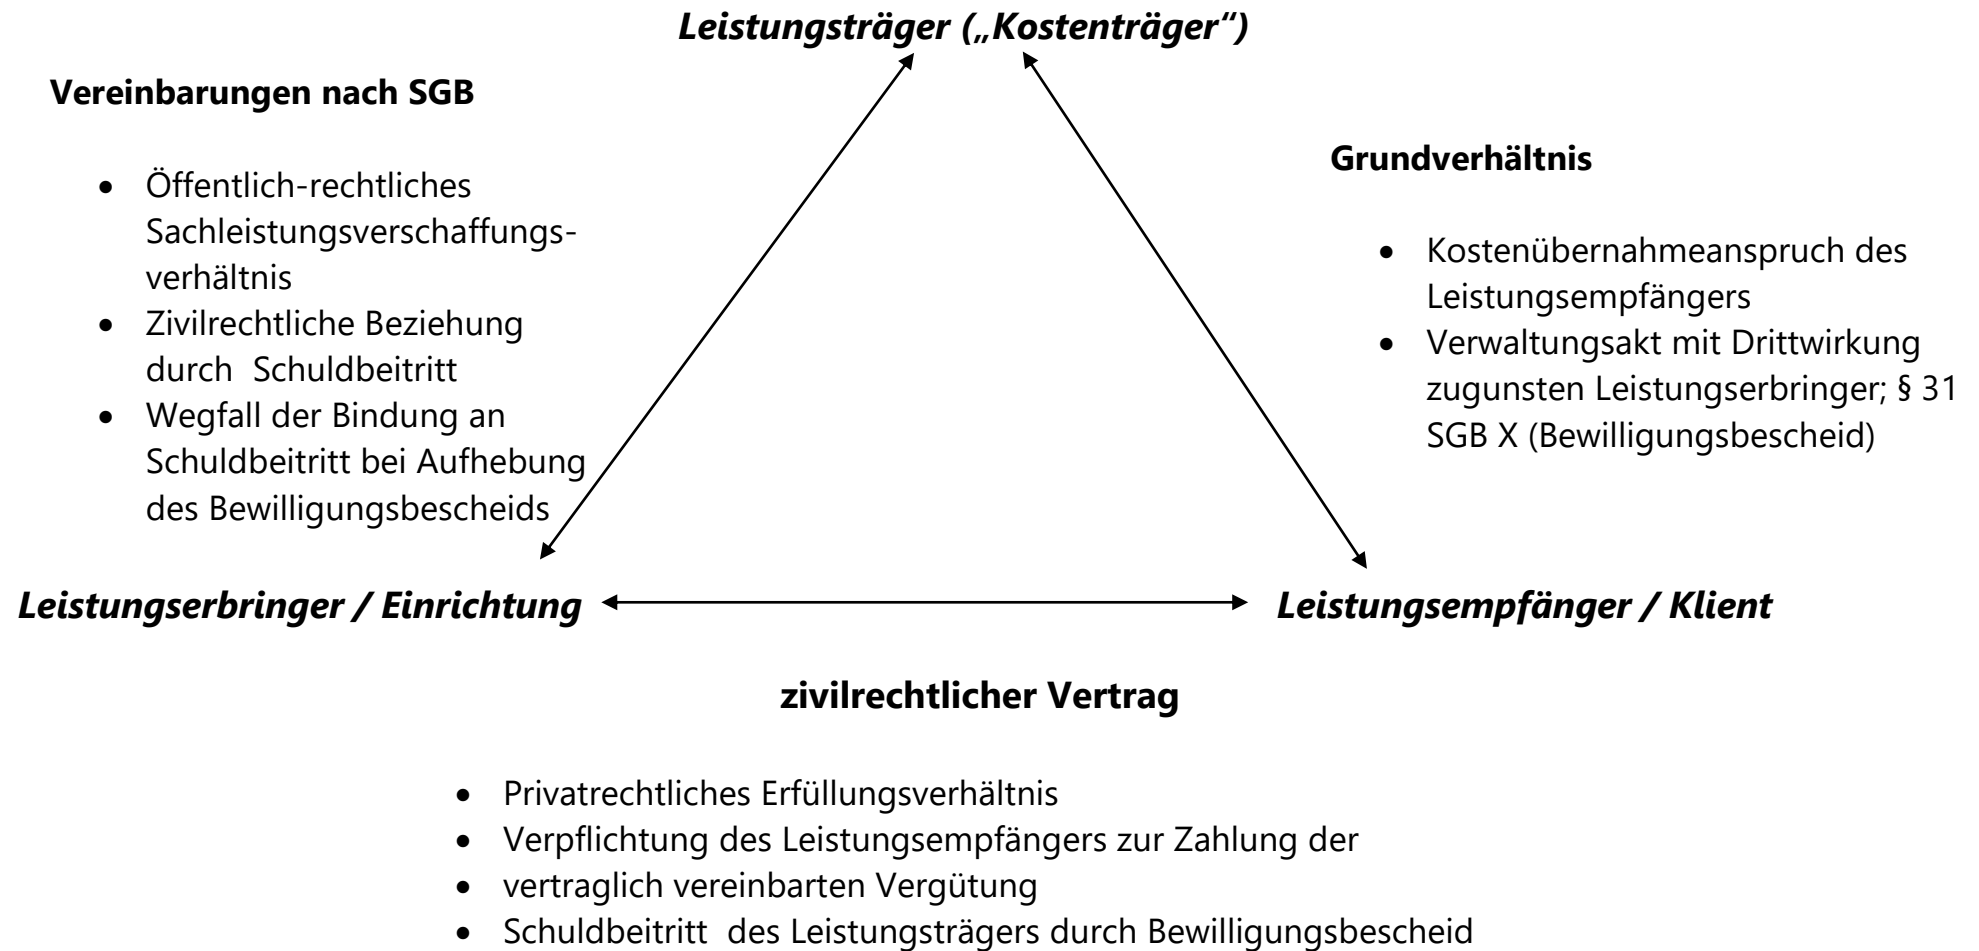 Leistungsträger („Kostenträger“)
Vereinbarungen nach SGB
• Öffentlich-rechtliches
Sachleistungsverschaffungs-
verhältnis
• Zivilrechtliche Beziehung
durch  Schuldbeitritt
• Wegfall der Bindung an
Schuldbeitritt bei Aufhebung
des Bewilligungsbescheids
Grundverhältnis
• Kostenübernahmeanspruch des
Leistungsempfängers
• Verwaltungsakt mit Drittwirkung
zugunsten Leistungserbringer; § 31
SGB X (Bewilligungsbescheid)
Leistungserbringer / Einrichtung
Leistungsempfänger / Klient
zivilrechtlicher Vertrag
• Privatrechtliches Erfüllungsverhältnis
• Verpflichtung des Leistungsempfängers zur Zahlung der
• vertraglich vereinbarten Vergütung
• Schuldbeitritt  des Leistungsträgers durch Bewilligungsbescheid